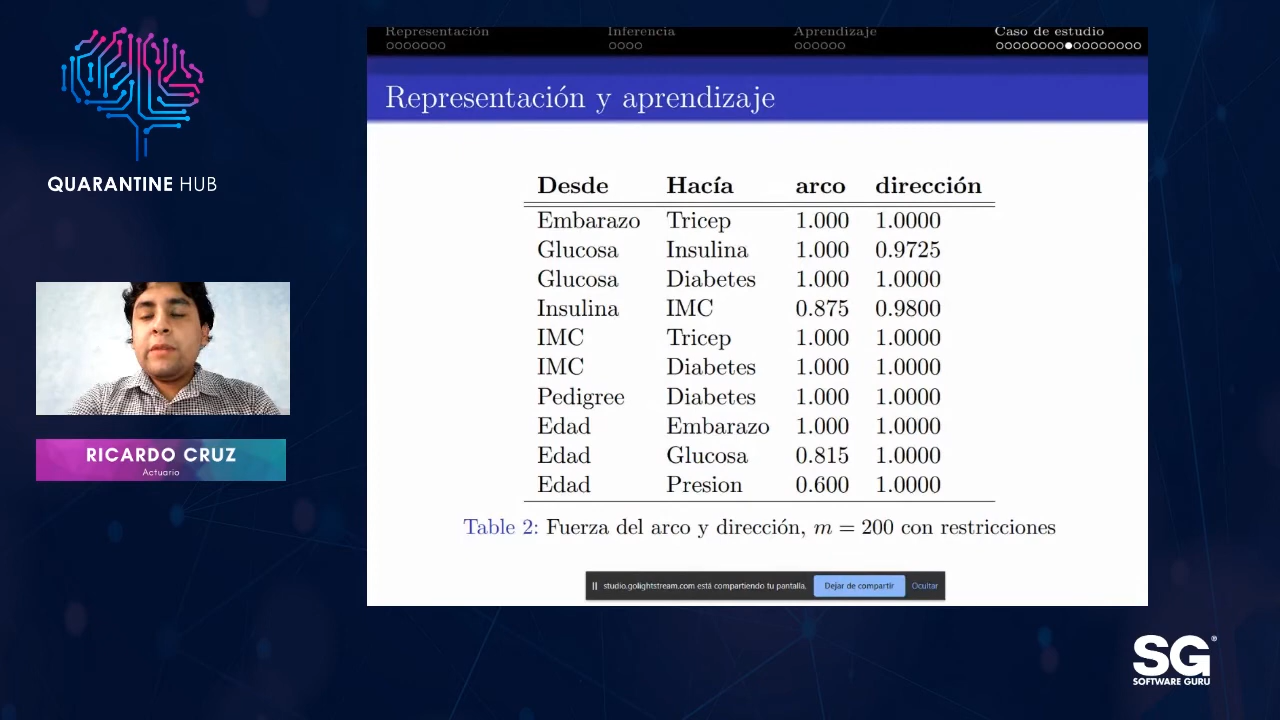 QUARANTINE HUB
RICARDO CRUZ
Actuario
Representación Inferencia Aprendizaje Caso de estudio
Representación y aprendizaje
Desde Hacía arco dirección
Embarazo Tricep 1.000 1.0000
Glucosa Insulina 1.000 0.9725
Glucosa Diabetes 1.000 1.0000
Insulina IMC 0.875 0.9800
IMC Tricep 1.000 1.0000
IMC Diabetes 1.000 1.0000
Pedigree Diabetes 1.000 1.0000
Edad Embarazo 1.000 1.0000
Edad Glucosa 0.815 1.0000
Edad Presion 0.600 1.0000
Table 2: Fuerza del arco y dirección, m = 200 con restricciones
studio.golightstream.com está compartiendo tu pantalla. Dejar de compartir Ocultar
SG®
SOFTWARE GURU